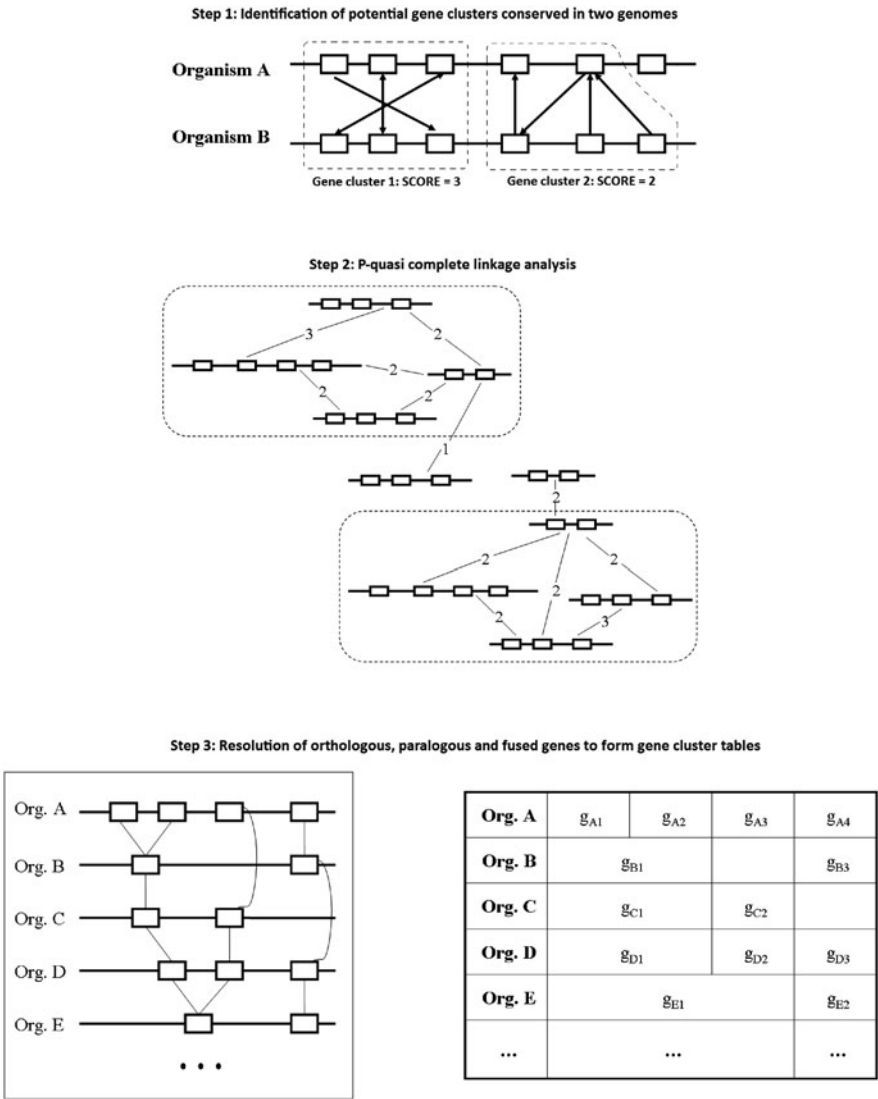 Step 1: Identification of potential gene clusters conserved in two genomes
Organism A
Organism B
Gene cluster 1: SCORE = 3
Gene cluster 2: SCORE = 2
Step 2: P-quasi complete linkage analysis
3
2
2
2
2
1
2
2
2
2
2
3
Step 3: Resolution of orthologous, paralogous and fused genes to form gene cluster tables
Org. A
Org. B
Org. C
Org. D
Org. E
• • •
Org. A gA1 gA2 gA3 gA4
Org. B gB1 gB3
Org. C gC1 gC2
Org. D gD1 gD2 gD3
Org. E gE1 gE2
... ... ...